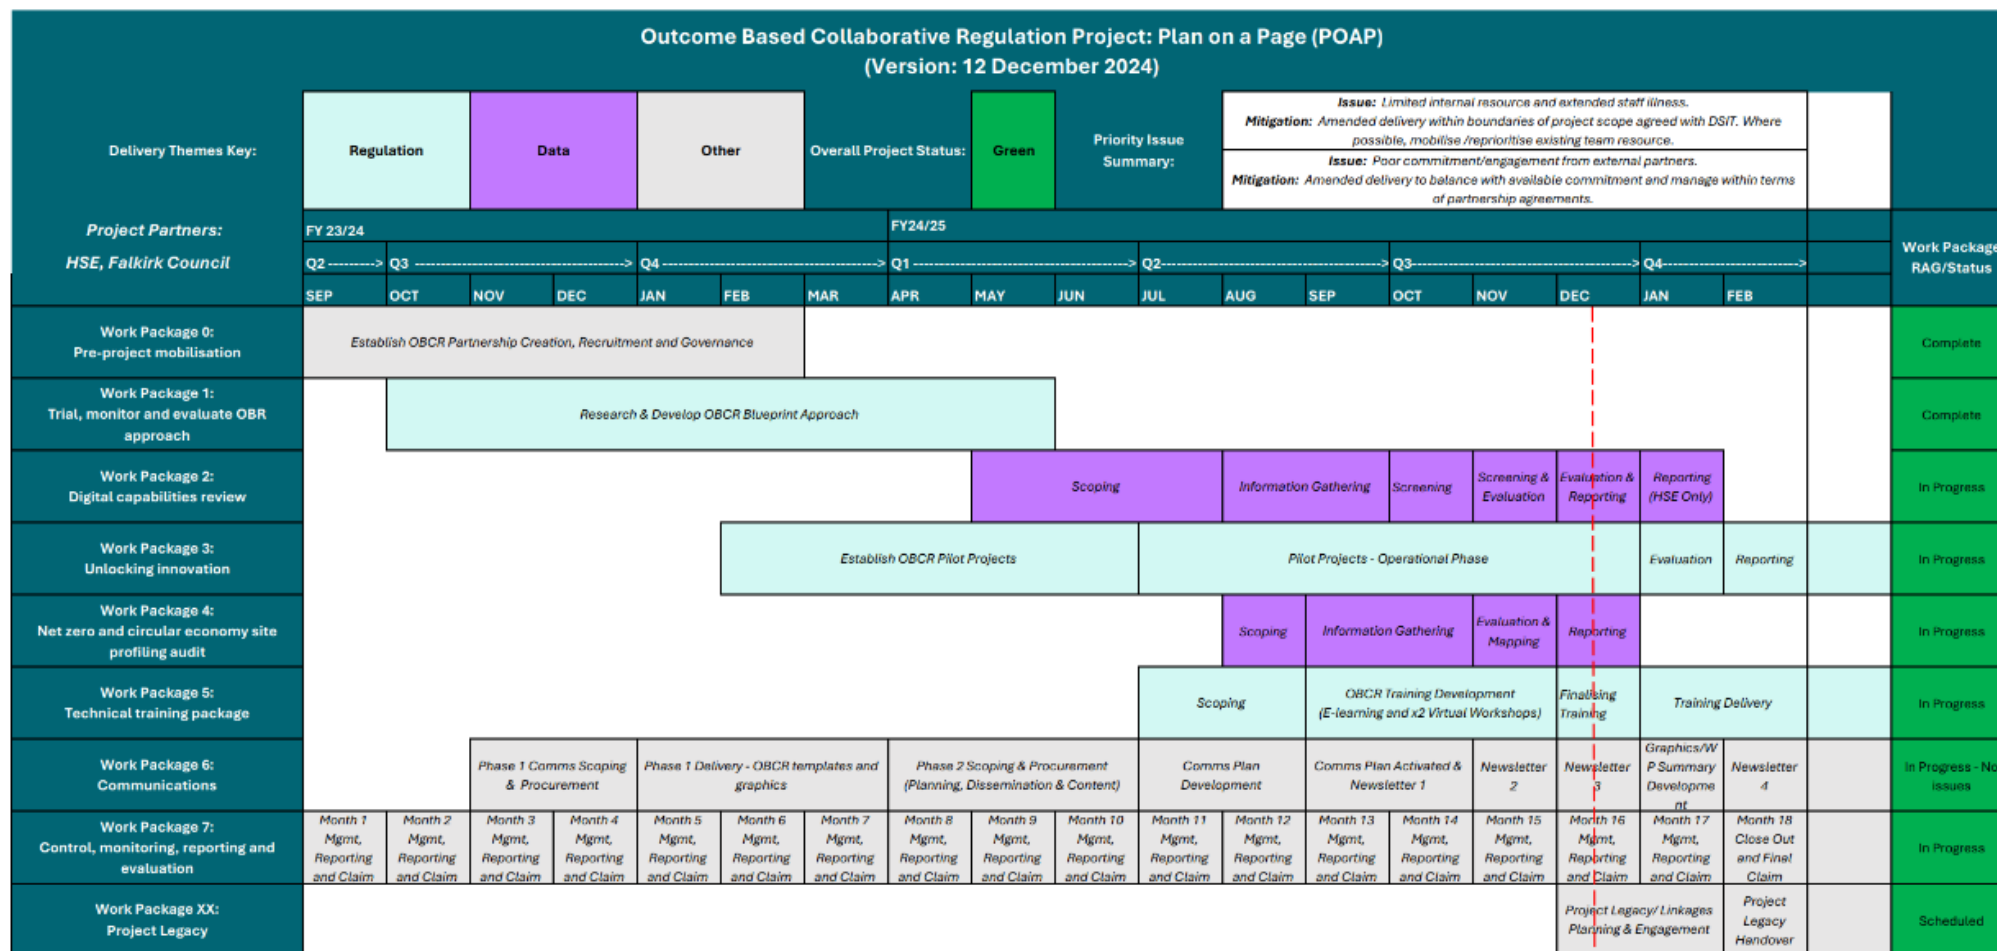 Outcome Based Collaborative Regulation Project: Plan on a Page (POAP)
(Version: 12 December 2024)
Delivery Themes Key:
Regulation
Data
Other
Overall Project Status:
Green
Priority Issue
Summary:
Issue: Limited internal resource and extended staff illness.
Mitigation: Amended delivery within boundaries of project scope agreed with DSIT. Where
possible, mobilise /reprioritise existing team resource.
Issue: Poor commitment/engagement from external partners.
Mitigation: Amended delivery to balance with available commitment and manage within terms
of partnership agreements.
Project Partners:
HSE, Falkirk Council
FY 23/24
FY24/25
Work Package
RAG/Status
Q2 ---------> Q3 ----------------------------------------> Q4 ------------------------------------------> Q1 ------------------------------------------> Q2------------------------------------------> Q3------------------------------------------> Q4-------------------------->
SEP OCT NOV DEC JAN FEB MAR APR MAY JUN JUL AUG SEP OCT NOV DEC JAN FEB
Work Package 0:
Pre-project mobilisation
Establish OBCR Partnership Creation, Recruitment and Governance
Complete
Work Package 1:
Trial, monitor and evaluate OBR
approach
Research & Develop OBCR Blueprint Approach
Complete
Work Package 2:
Digital capabilities review
Scoping
Information Gathering
Screening
Screening &
Evaluation
Evaluation &
Reporting
Reporting
(HSE Only)
In Progress
Work Package 3:
Unlocking innovation
Establish OBCR Pilot Projects
Pilot Projects - Operational Phase
Evaluation
Reporting
In Progress
Work Package 4:
Net zero and circular economy site
profiling audit
Scoping
Information Gathering
Evaluation &
Mapping
Reporting
In Progress
Work Package 5:
Technical training package
Scoping
OBCR Training Development
(E-learning and x2 Virtual Workshops)
Finalising
Training
Training Delivery
In Progress
Work Package 6:
Communications
Phase 1 Comms Scoping
& Procurement
Phase 1 Delivery - OBCR templates and
graphics
Phase 2 Scoping & Procurement
(Planning, Dissemination & Content)
Comms Plan
Development
Comms Plan Activated &
Newsletter 1
Newsletter
2
Newsletter
3
Graphics/W
P Summary
Developme
nt
Newsletter
4
In Progress - No
issues
Work Package 7:
Control, monitoring, reporting and
evaluation
Month 1
Mgmt,
Reporting
and Claim
Month 2
Mgmt,
Reporting
and Claim
Month 3
Mgmt,
Reporting
and Claim
Month 4
Mgmt,
Reporting
and Claim
Month 5
Mgmt,
Reporting
and Claim
Month 6
Mgmt,
Reporting
and Claim
Month 7
Mgmt,
Reporting
and Claim
Month 8
Mgmt,
Reporting
and Claim
Month 9
Mgmt,
Reporting
and Claim
Month 10
Mgmt,
Reporting
and Claim
Month 11
Mgmt,
Reporting
and Claim
Month 12
Mgmt,
Reporting
and Claim
Month 13
Mgmt,
Reporting
and Claim
Month 14
Mgmt,
Reporting
and Claim
Month 15
Mgmt,
Reporting
and Claim
Month 16
Mgmt,
Reporting
and Claim
Month 17
Mgmt,
Reporting
and Claim
Month 18
Close Out
and Final
Claim
In Progress
Work Package XX:
Project Legacy
Project Legacy/ Linkages
Planning & Engagement
Project
Legacy
Handover
Scheduled